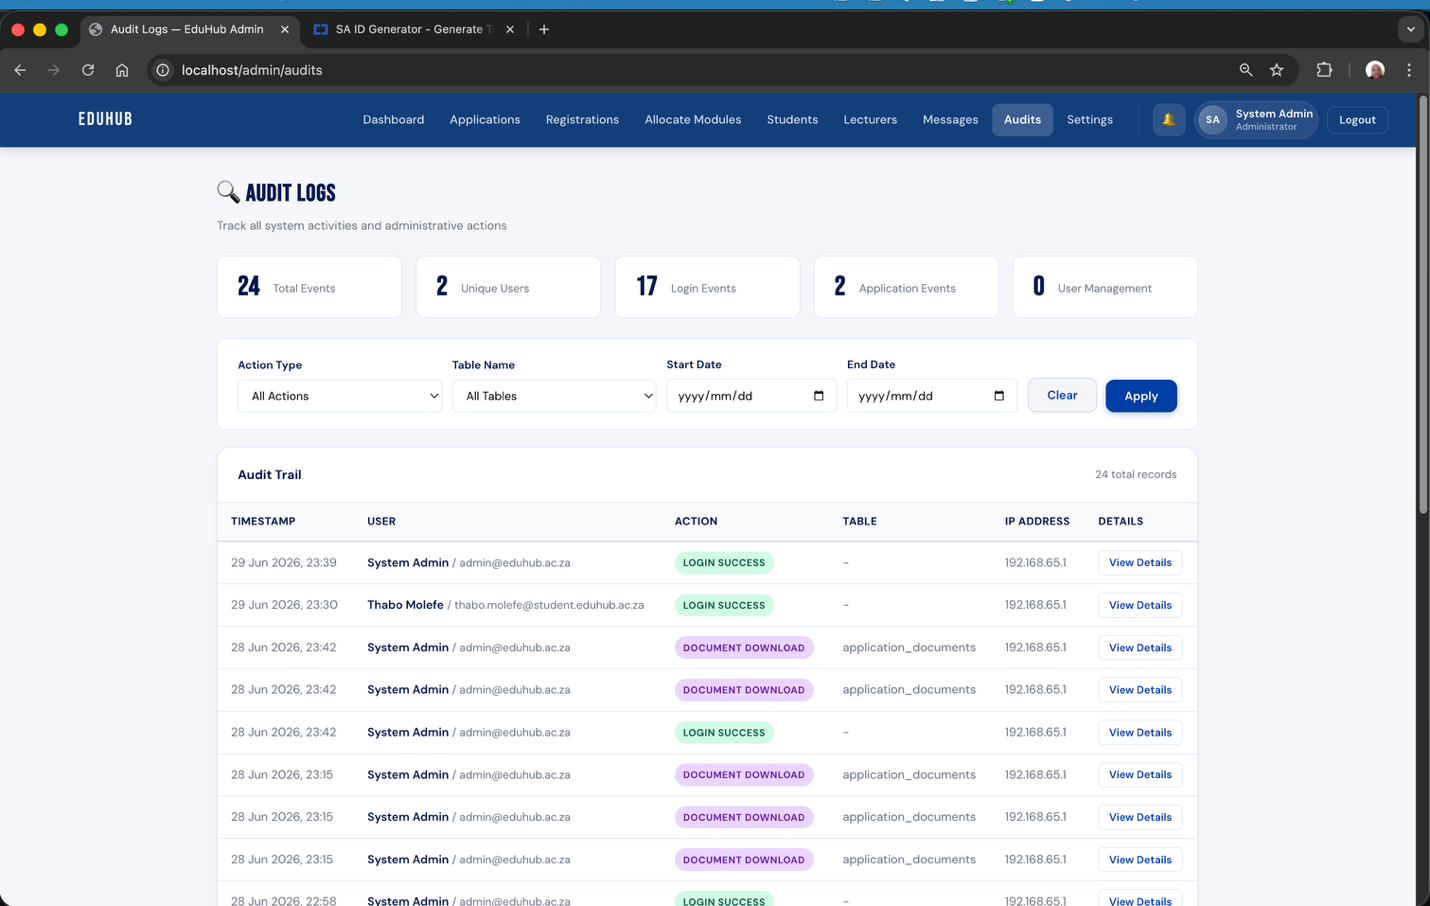 Audit Logs — EduHub Admin
SA ID Generator - Generate T
localhost/admin/audits
EDUHUB
Dashboard Applications Registrations Allocate Modules Students Lecturers Messages Audits Settings
SA System Admin
Administrator
Logout
AUDIT LOGS
Track all system activities and administrative actions
24 Total Events
2 Unique Users
17 Login Events
2 Application Events
0 User Management
Action Type Table Name Start Date End Date
All Actions All Tables yyyy/mm/dd yyyy/mm/dd Clear Apply
Audit Trail 24 total records
TIMESTAMP USER ACTION TABLE IP ADDRESS DETAILS
29 Jun 2026, 23:39 System Admin / admin@eduhub.ac.za LOGIN SUCCESS - 192.168.65.1 View Details
29 Jun 2026, 23:30 Thabo Molefe / thabo.molefe@student.eduhub.ac.za LOGIN SUCCESS - 192.168.65.1 View Details
28 Jun 2026, 23:42 System Admin / admin@eduhub.ac.za DOCUMENT DOWNLOAD application_documents 192.168.65.1 View Details
28 Jun 2026, 23:42 System Admin / admin@eduhub.ac.za DOCUMENT DOWNLOAD application_documents 192.168.65.1 View Details
28 Jun 2026, 23:42 System Admin / admin@eduhub.ac.za LOGIN SUCCESS - 192.168.65.1 View Details
28 Jun 2026, 23:15 System Admin / admin@eduhub.ac.za DOCUMENT DOWNLOAD application_documents 192.168.65.1 View Details
28 Jun 2026, 23:15 System Admin / admin@eduhub.ac.za DOCUMENT DOWNLOAD application_documents 192.168.65.1 View Details
28 Jun 2026, 23:15 System Admin / admin@eduhub.ac.za DOCUMENT DOWNLOAD application_documents 192.168.65.1 View Details
28 Jun 2026, 22:58 System Admin / admin@eduhub.ac.za LOGIN SUCCESS - 192.168.65.1 View Details